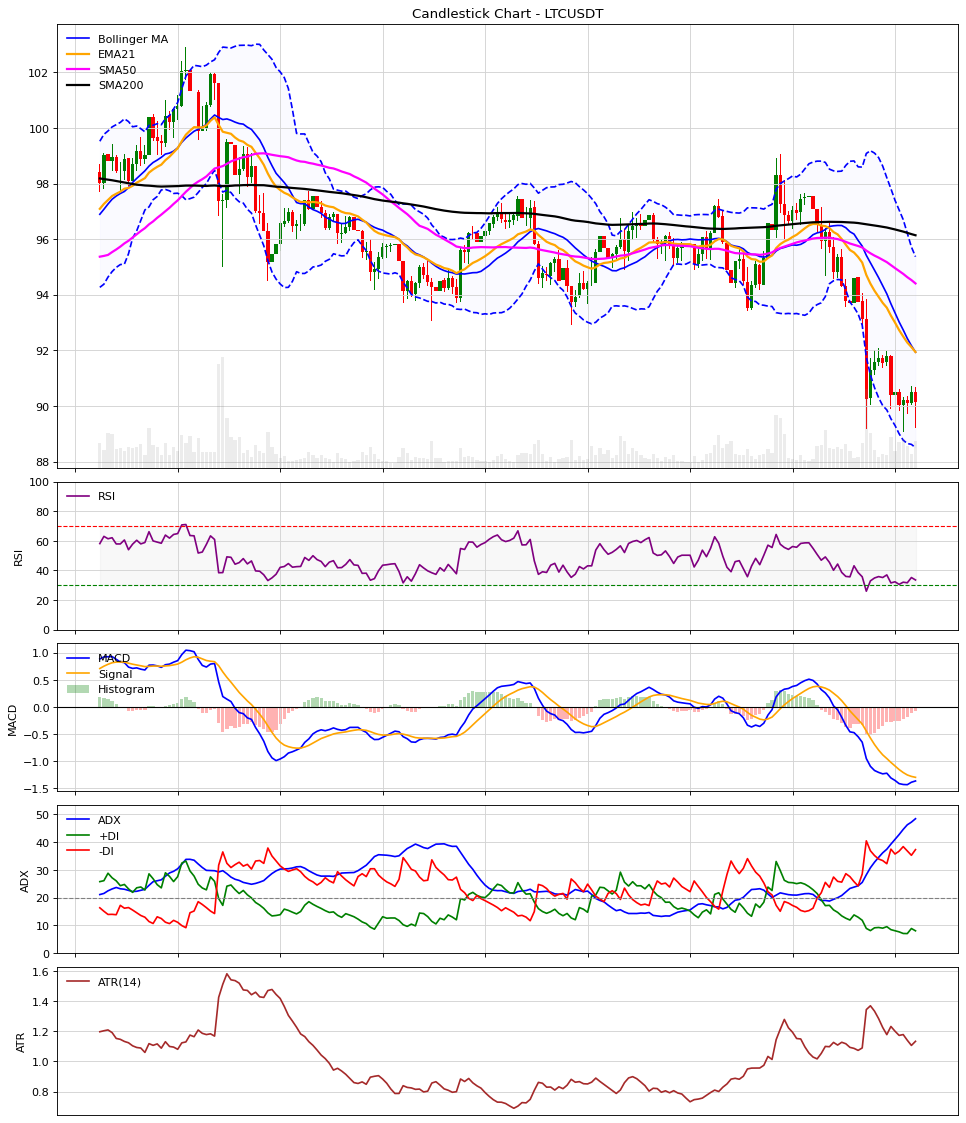 Candlestick Chart - LTCUSDT
Bollinger MA
EMA21
SMA50
SMA200
102
100
98
96
94
92
90
88
RSI
RSI
100
80
60
40
20
0
MACD
Signal
Histogram
MACD
1.0
0.5
0.0
−0.5
−1.0
−1.5
ADX
+DI
-DI
ADX
50
40
30
20
10
0
ATR(14)
ATR
1.6
1.4
1.2
1.0
0.8